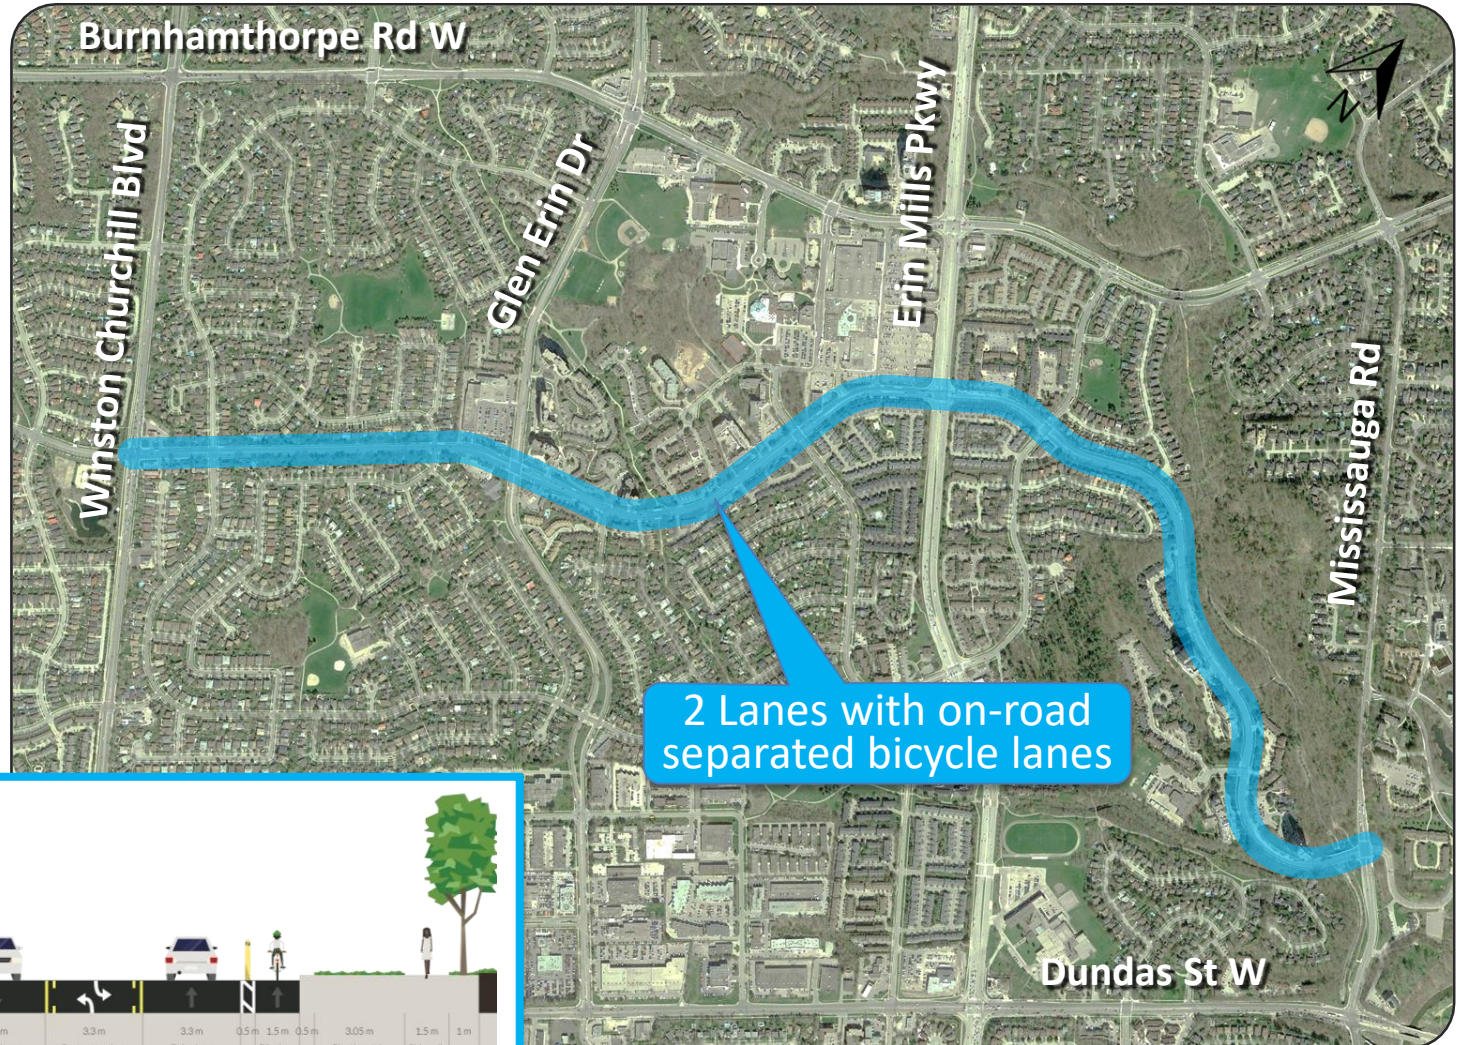 Burnhamthorpe Rd W
N
Winston Churchill Blvd
Glen Erin Dr
Erin Mills Pkwy
Mississauga Rd
2 Lanes with on-road
separated bicycle lanes
Dundas St W
m 3.3 m 3.3 m 0.5 m 1.5 m 0.5 m 3.05 m 1.5 m 1 m